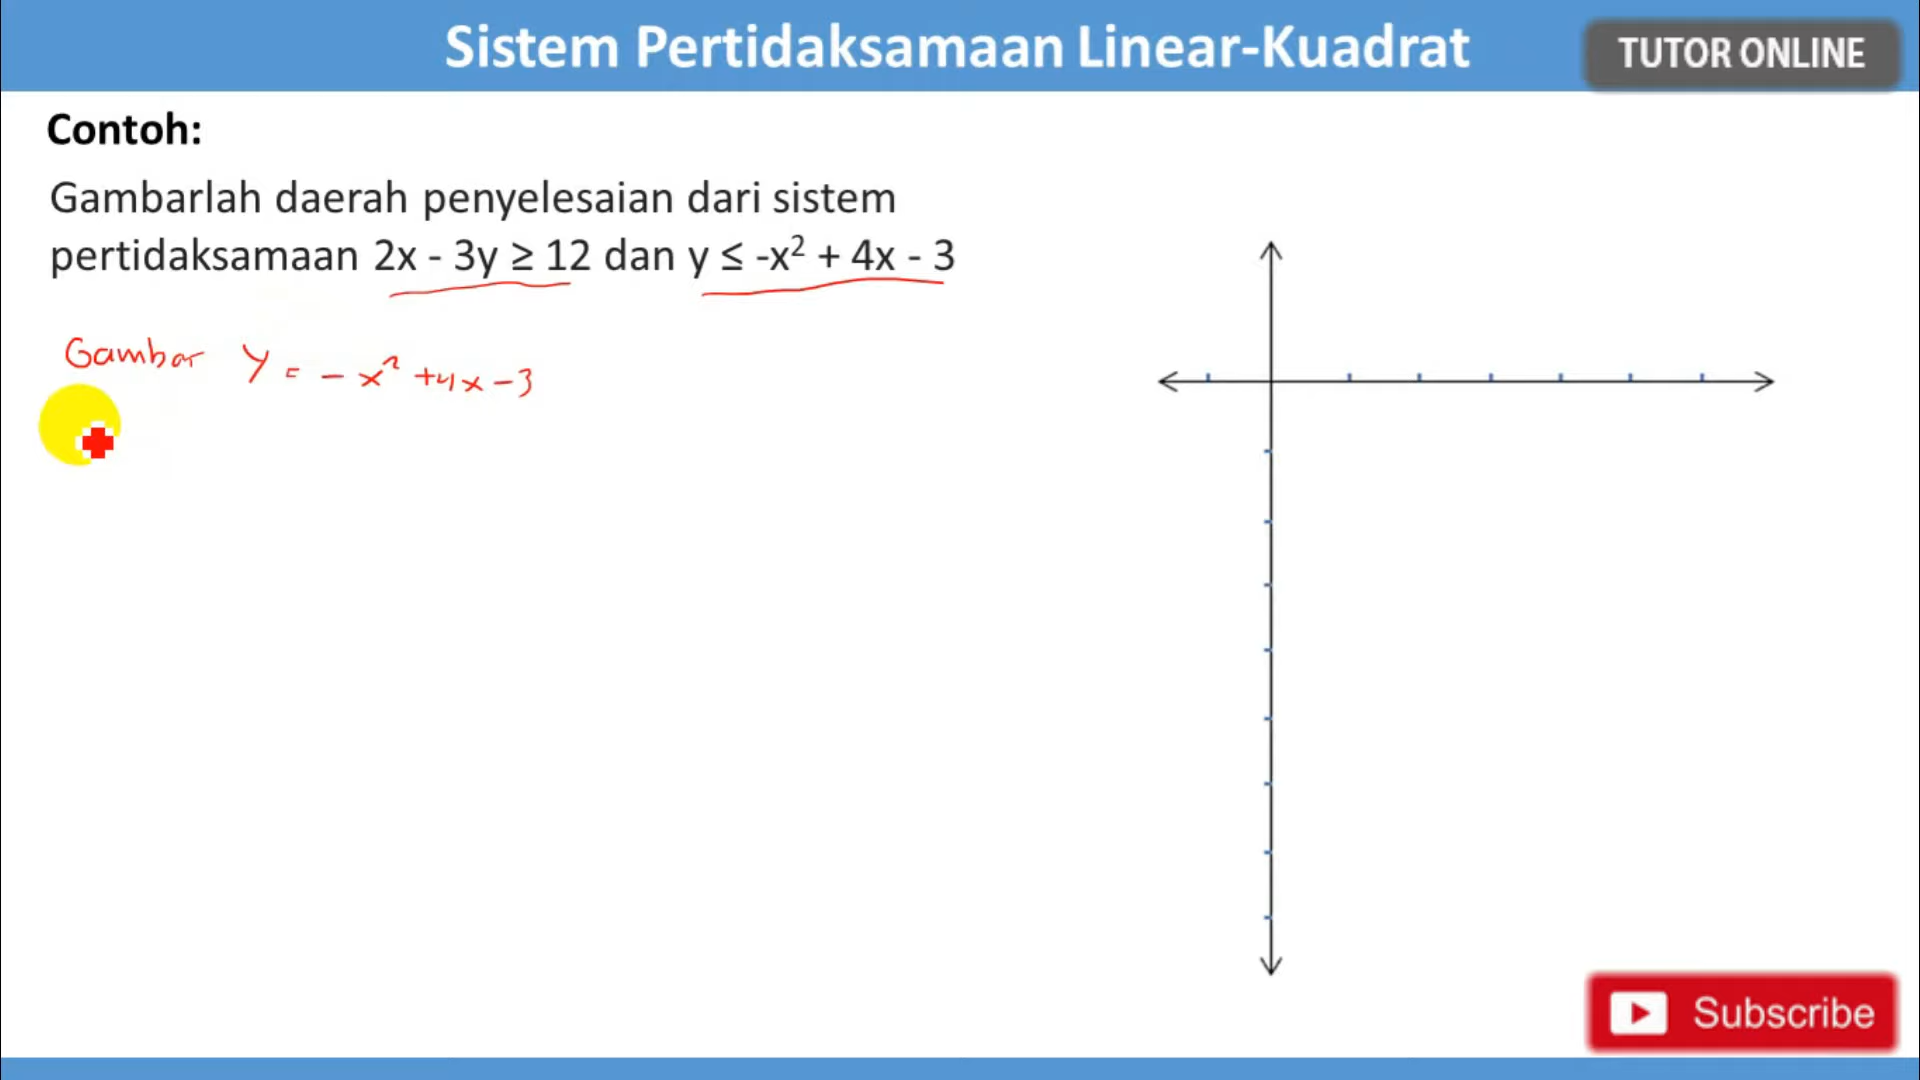 Sistem Pertidaksamaan Linear-Kuadrat
TUTOR ONLINE
Contoh:
Gambarlah daerah penyelesaian dari sistem
pertidaksamaan 2x - 3y ≥ 12 dan y ≤ -x² + 4x - 3
Gambar y = - x² +4x - 3
Subscribe